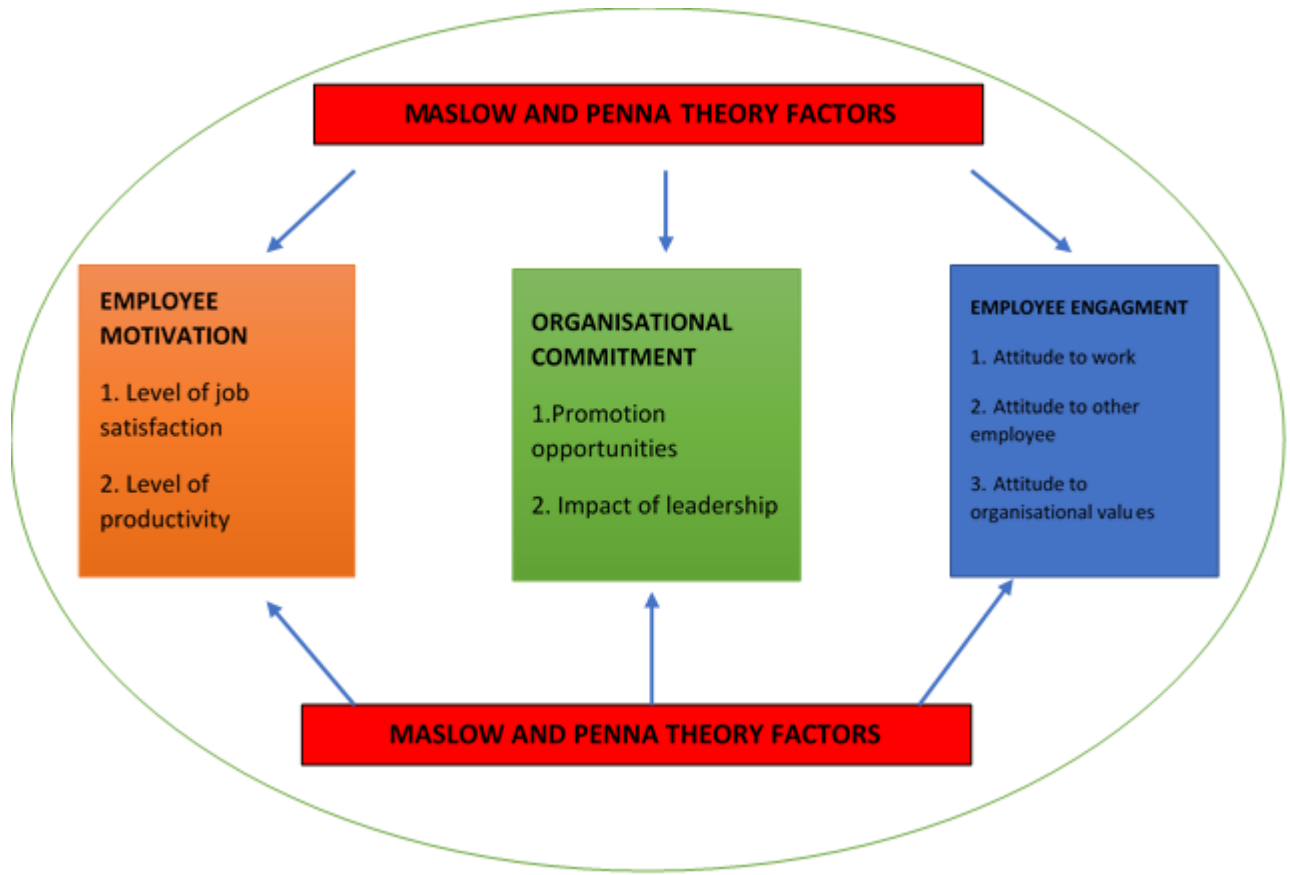 MASLOW AND PENNA THEORY FACTORS
EMPLOYEE
MOTIVATION
1. Level of job
satisfaction
2. Level of
productivity
ORGANISATIONAL
COMMITMENT
1.Promotion
opportunities
2. Impact of leadership
EMPLOYEE ENGAGMENT
1. Attitude to work
2. Attitude to other
employee
3. Attitude to
organisational values
MASLOW AND PENNA THEORY FACTORS